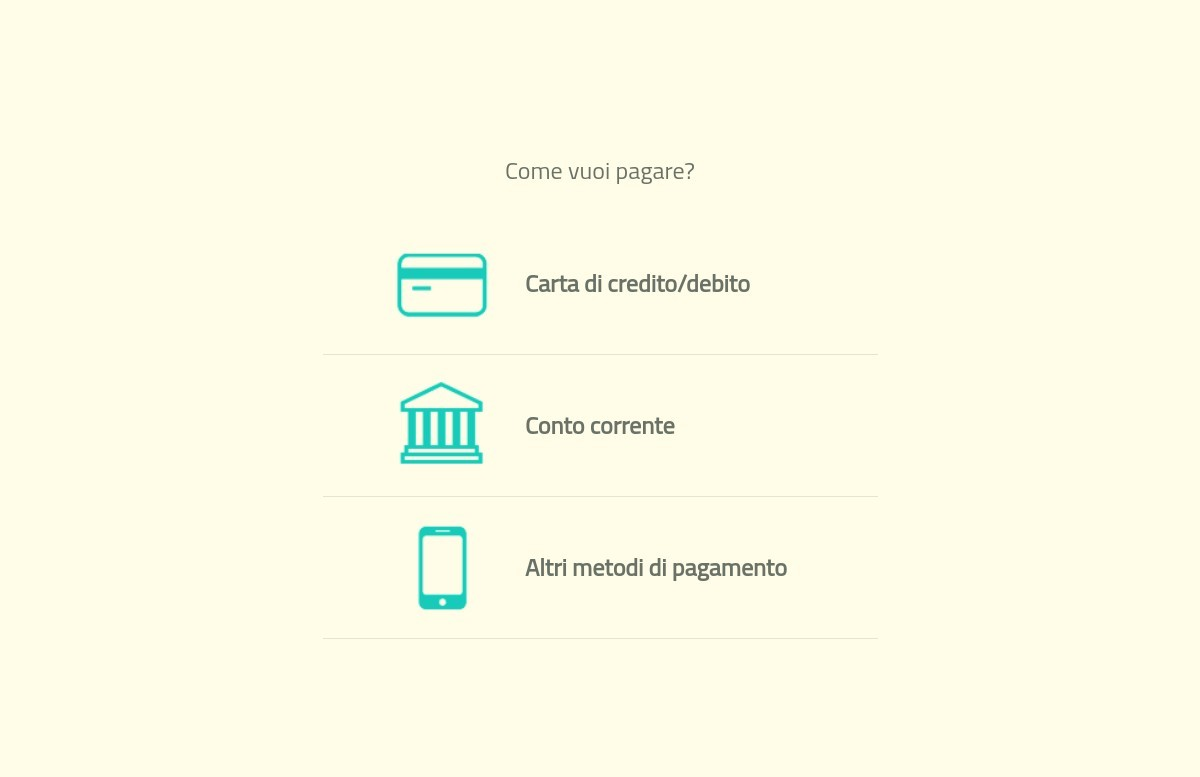 Come vuoi pagare?
Carta di credito/debito
Conto corrente
Altri metodi di pagamento